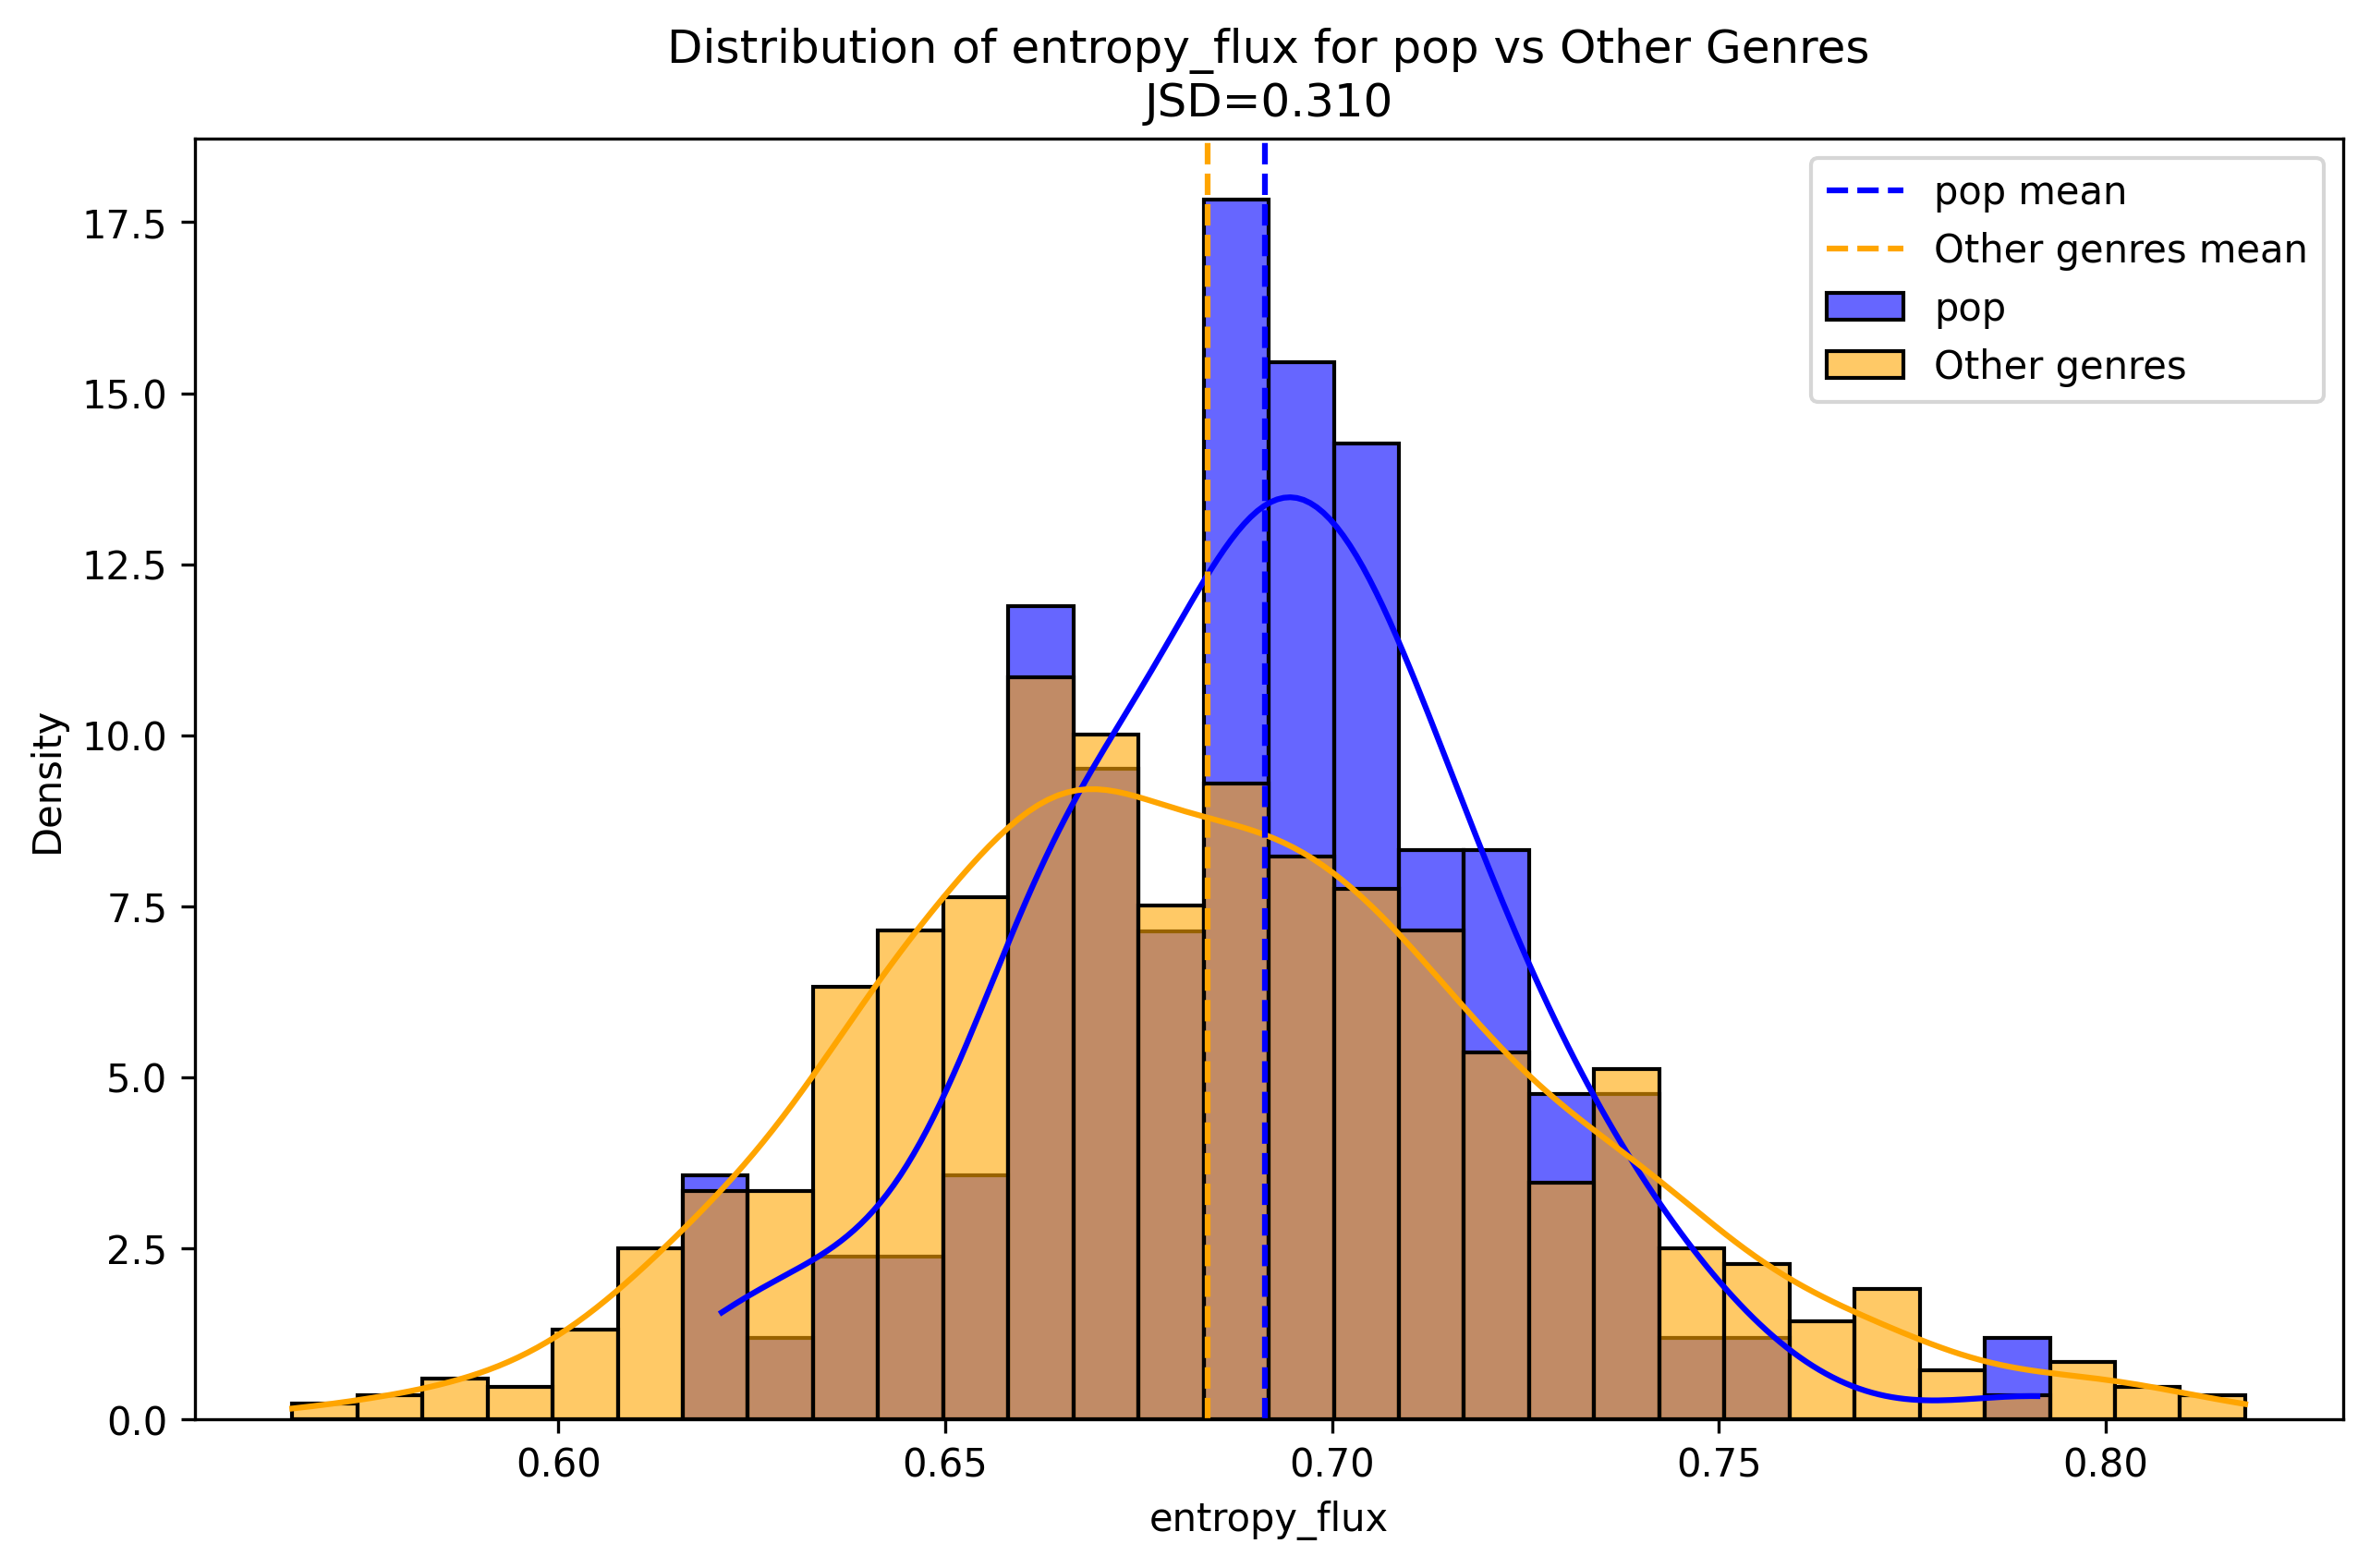 Distribution of entropy_flux for pop vs Other Genres
JSD=0.310
pop mean
Other genres mean
pop
Other genres
17.5
15.0
12.5
10.0
7.5
5.0
2.5
0.0
Density
0.60
0.65
0.70
0.75
0.80
entropy_flux